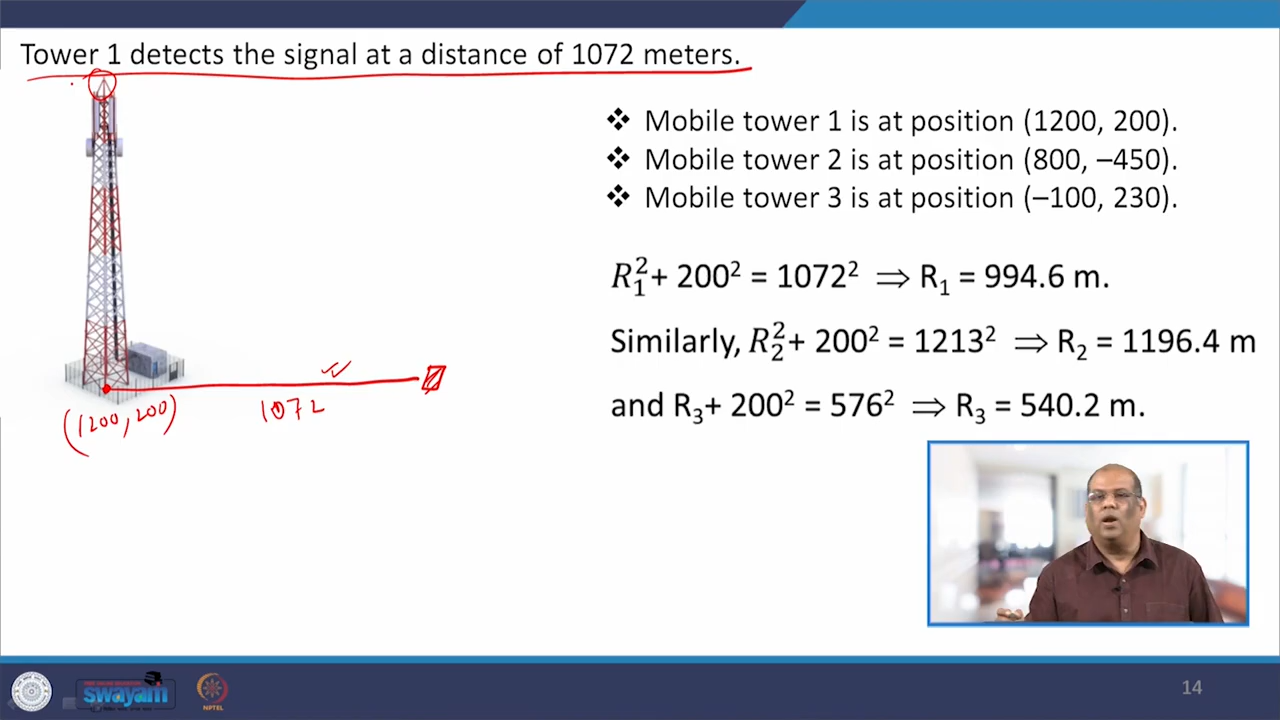 Tower 1 detects the signal at a distance of 1072 meters.
❖ Mobile tower 1 is at position (1200, 200).
❖ Mobile tower 2 is at position (800, –450).
❖ Mobile tower 3 is at position (–100, 230).
R₁² + 200² = 1072² ⟹ R₁ = 994.6 m.
Similarly, R₂² + 200² = 1213² ⟹ R₂ = 1196.4 m
and R₃+ 200² = 576² ⟹ R₃ = 540.2 m.
(1200, 200)
1072
swayam
NPTEL
14